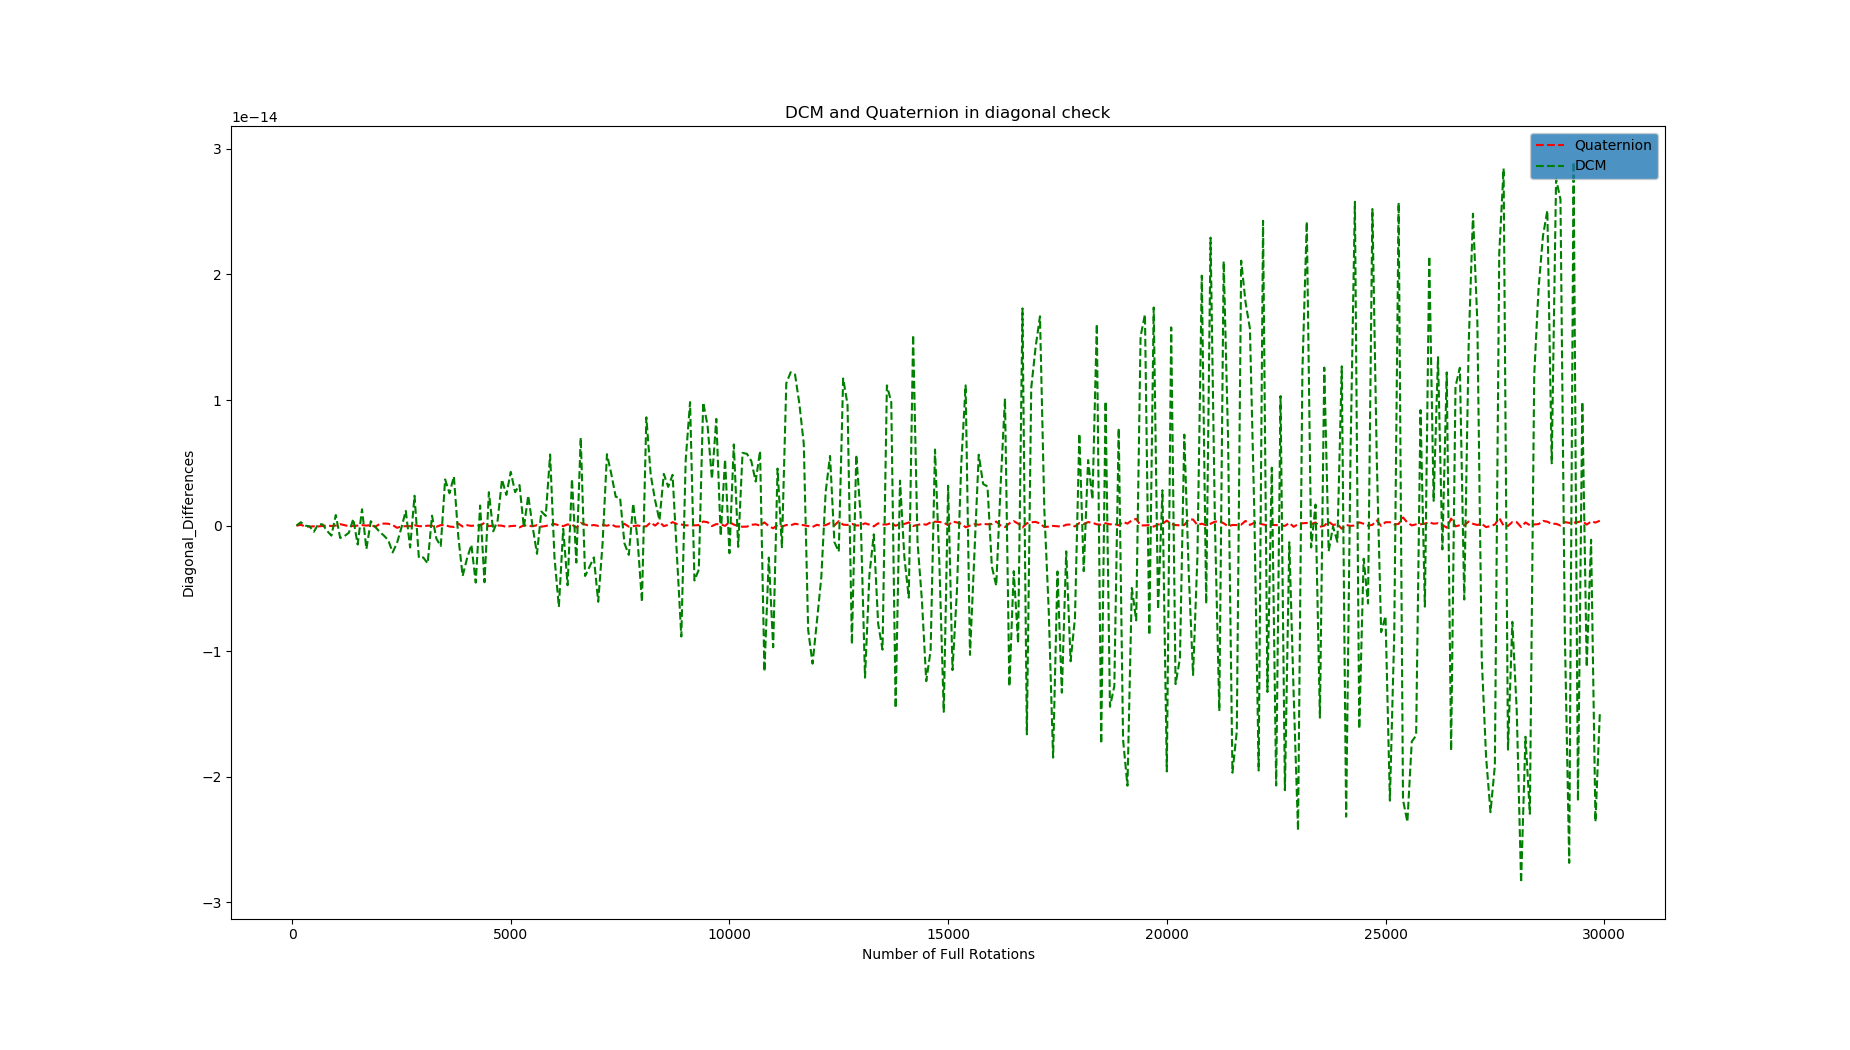 DCM and Quaternion in diagonal check
1e−14
Quaternion
DCM
3
2
1
0
−1
−2
−3
Diagonal_Differences
0 5000 10000 15000 20000 25000 30000
Number of Full Rotations